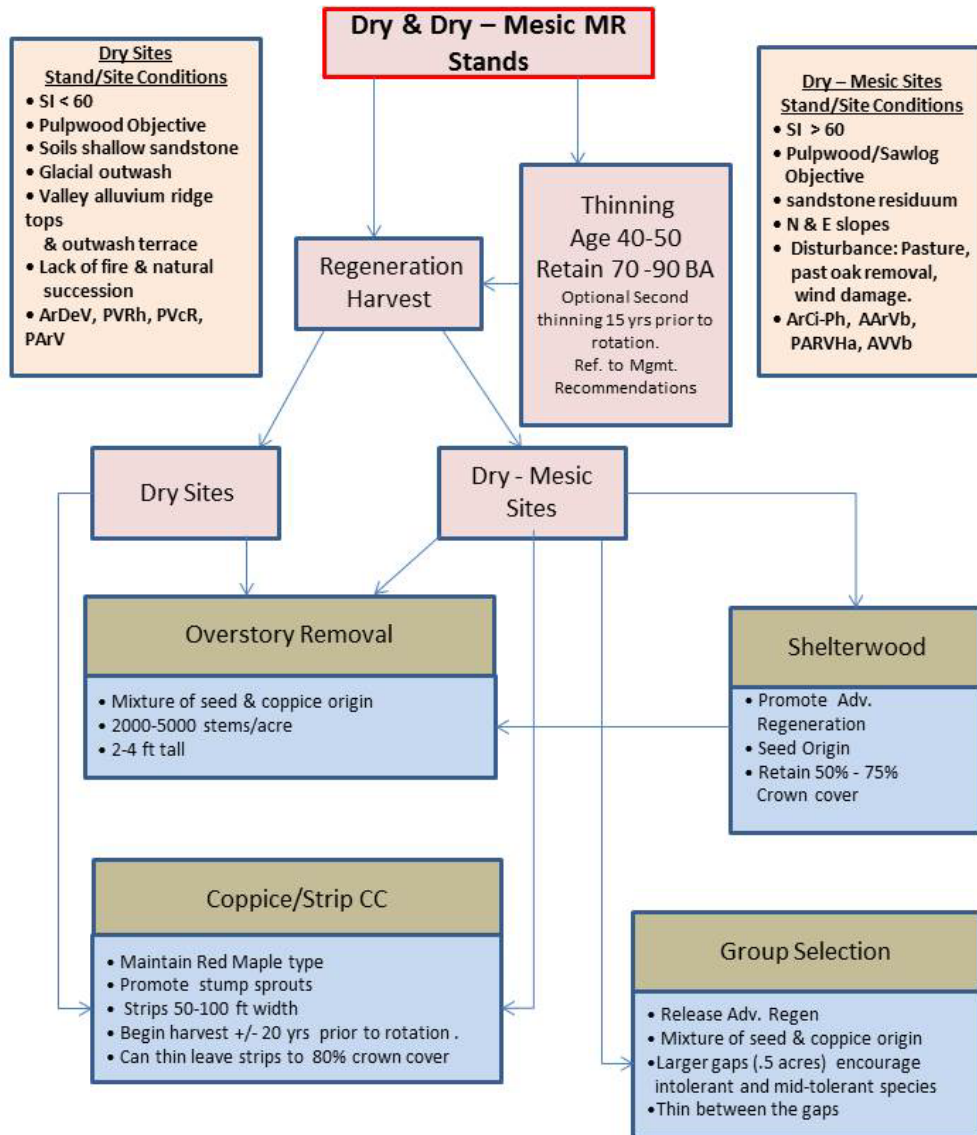 Dry & Dry – Mesic MR
Stands
Dry Sites
Stand/Site Conditions
• SI < 60
• Pulpwood Objective
• Soils shallow sandstone
• Glacial outwash
• Valley alluvium ridge
tops
& outwash terrace
• Lack of fire & natural
succession
• ArDeV, PVRh, PVcR,
PArV
Dry – Mesic Sites
Stand/Site Conditions
• SI > 60
• Pulpwood/Sawlog
Objective
• sandstone residuum
• N & E slopes
• Disturbance: Pasture,
past oak removal,
wind damage.
• ArCi-Ph, AArVb,
PARVHa, AVVb
Thinning
Age 40-50
Retain 70 -90 BA
Optional Second
thinning 15 yrs prior to
rotation.
Ref. to Mgmt.
Recommendations
Regeneration
Harvest
Dry Sites
Dry - Mesic
Sites
Overstory Removal
• Mixture of seed & coppice origin
• 2000-5000 stems/acre
• 2-4 ft tall
Shelterwood
• Promote Adv.
Regeneration
• Seed Origin
• Retain 50% - 75%
Crown cover
Coppice/Strip CC
• Maintain Red Maple type
• Promote stump sprouts
• Strips 50-100 ft width
• Begin harvest +/- 20 yrs prior to rotation .
• Can thin leave strips to 80% crown cover
Group Selection
• Release Adv. Regen
• Mixture of seed & coppice origin
•Larger gaps (.5 acres) encourage
intolerant and mid-tolerant species
•Thin between the gaps